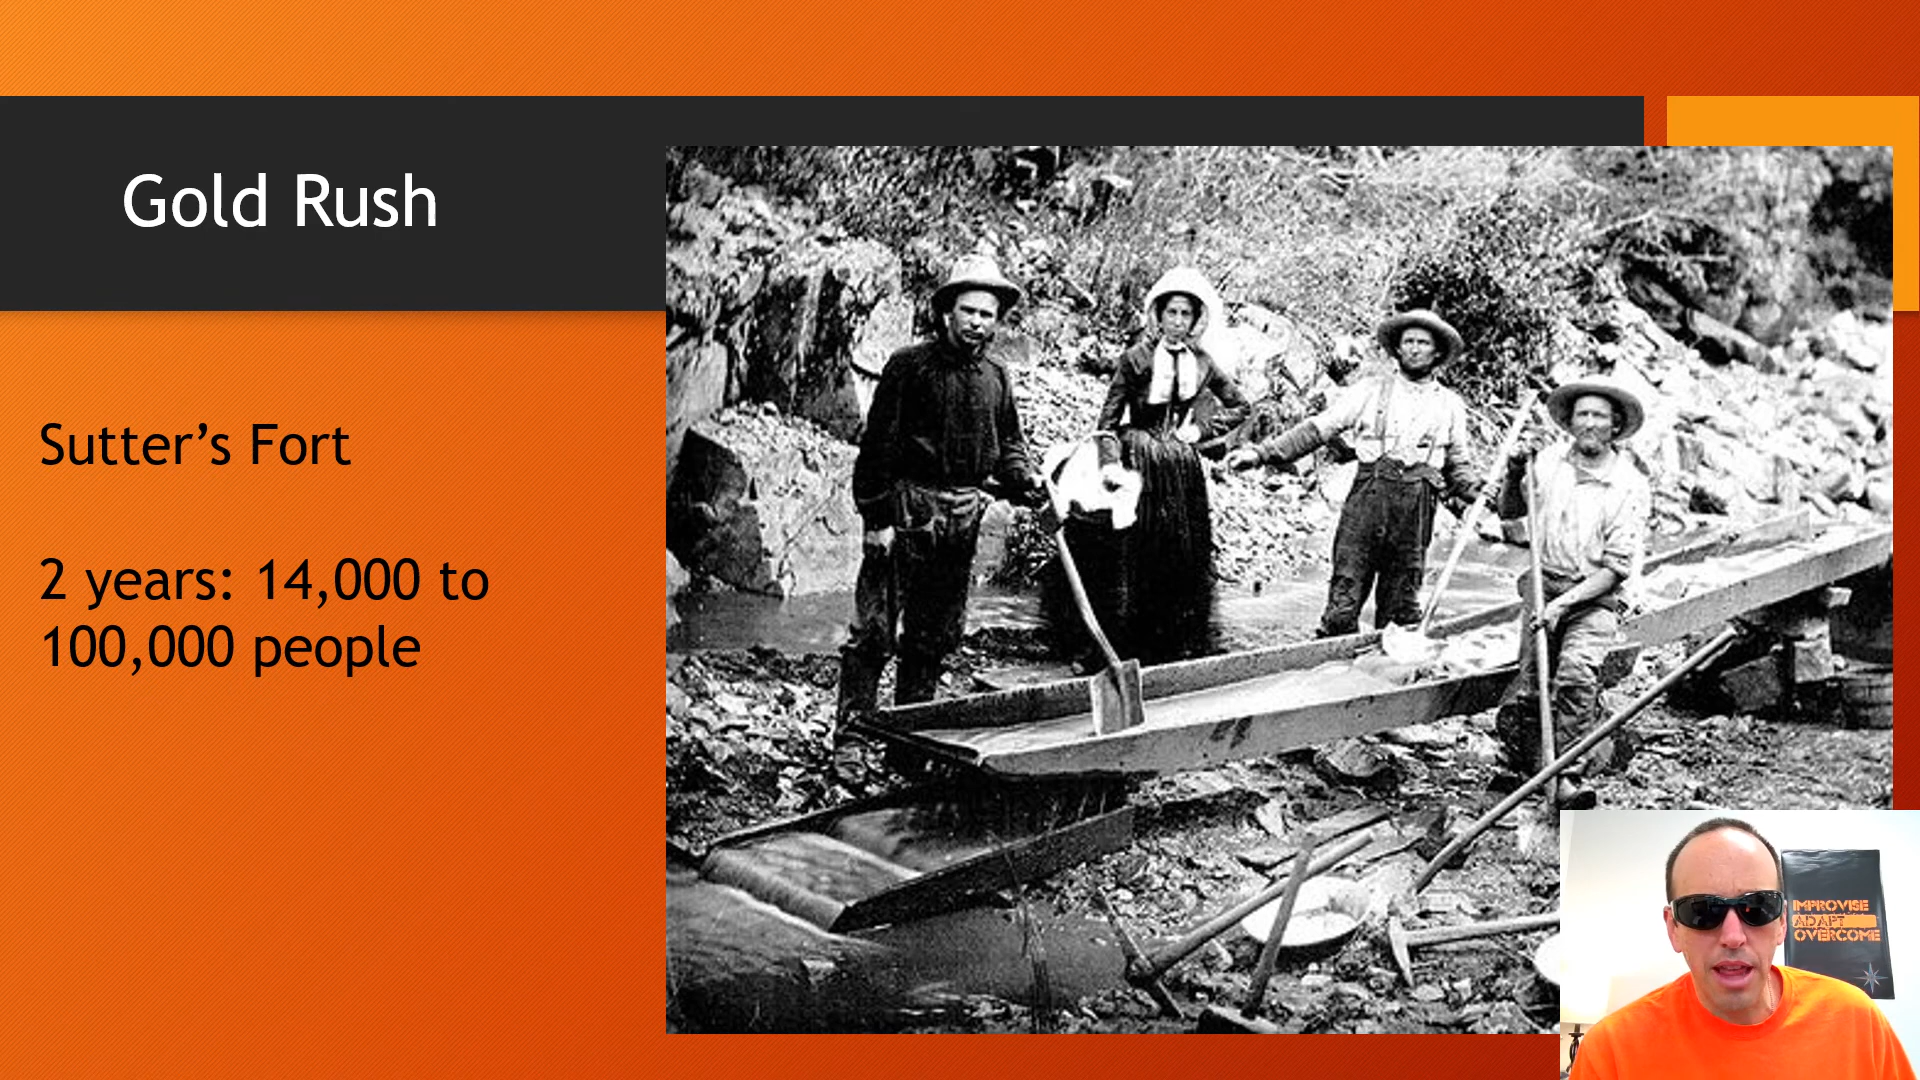 Gold Rush
Sutter’s Fort
2 years: 14,000 to
100,000 people
IMPROVISE
ADAPT
OVERCOME